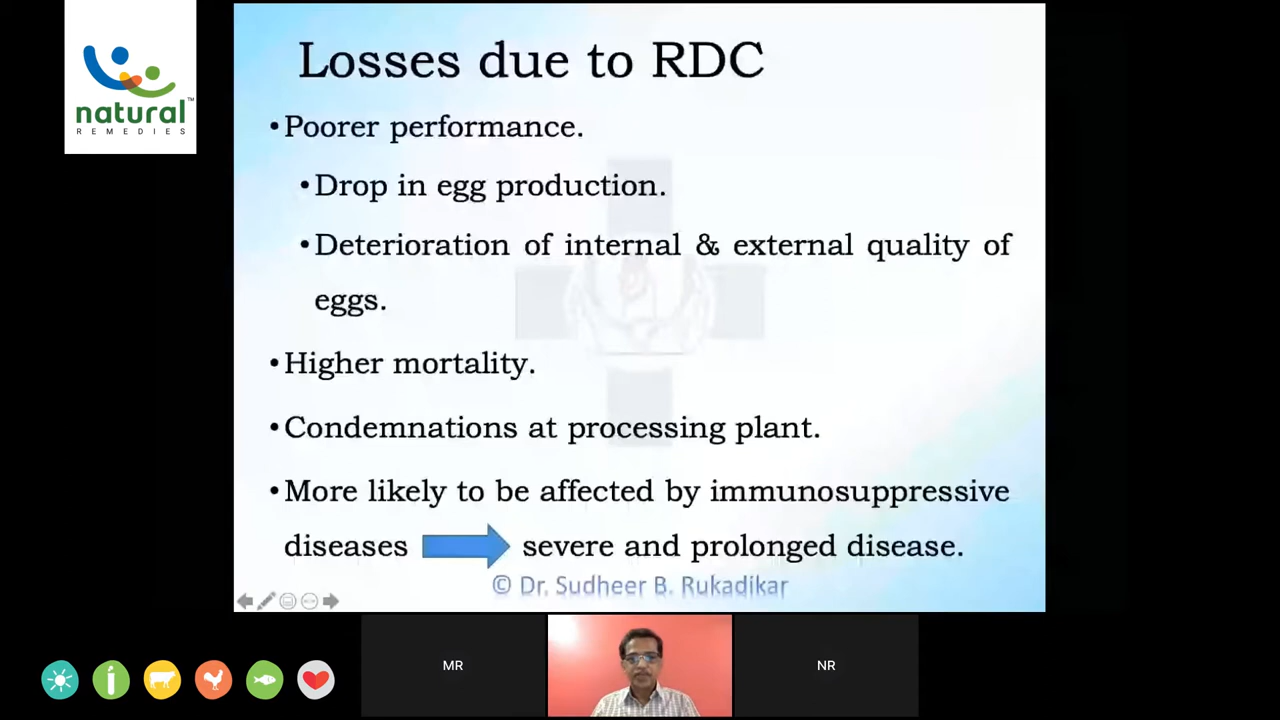 natural™
REMEDIES
Losses due to RDC
•Poorer performance.
•Drop in egg production.
•Deterioration of internal & external quality of
eggs.
•Higher mortality.
•Condemnations at processing plant.
•More likely to be affected by immunosuppressive
diseases severe and prolonged disease.
© Dr. Sudheer B. Rukadikar
MR
NR